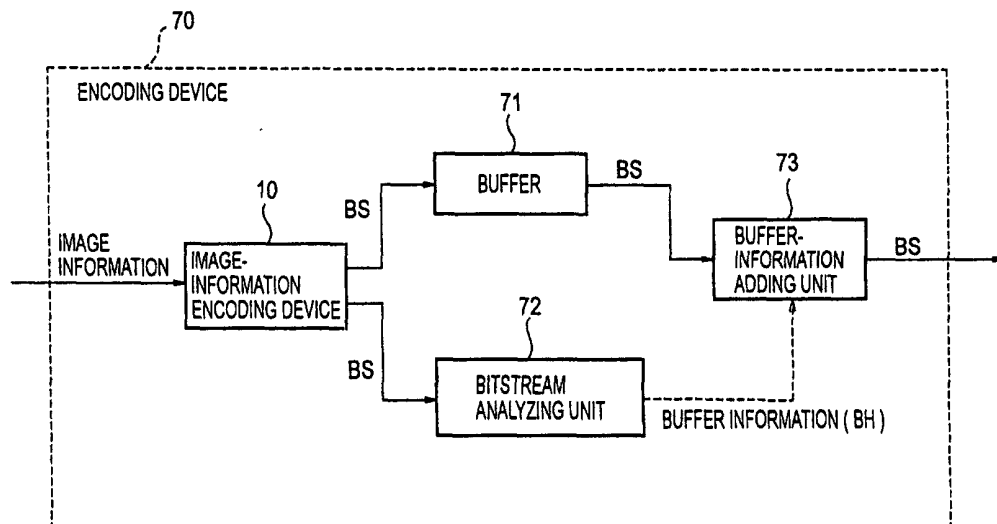 70
ENCODING DEVICE
71
BUFFER
BS
73
10
BS
IMAGE
INFORMATION
IMAGE-
INFORMATION
ENCODING DEVICE
BUFFER-
INFORMATION
ADDING UNIT
BS
72
BS
BITSTREAM
ANALYZING UNIT
BUFFER INFORMATION ( BH )